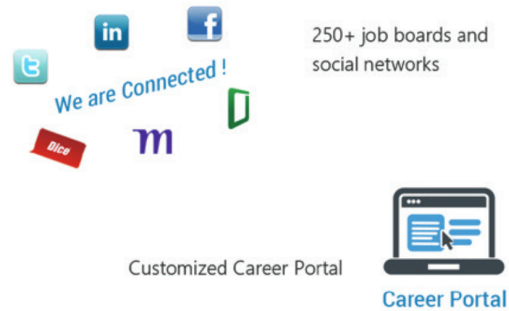 in
f
t
We are Connected !
250+ job boards and
social networks
Dice
m
Customized Career Portal
Career Portal